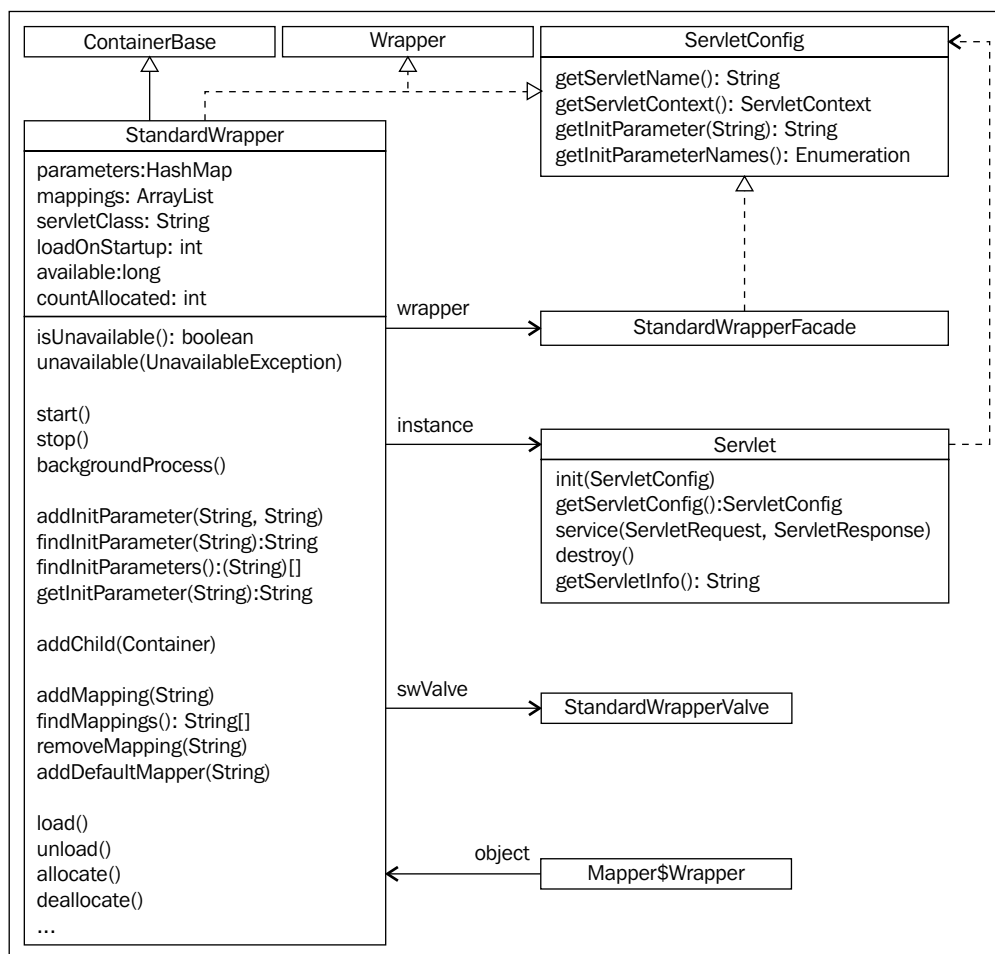 ContainerBase
Wrapper
ServletConfig
getServletName(): String
getServletContext(): ServletContext
getInitParameter(String): String
getInitParameterNames(): Enumeration
StandardWrapper
parameters:HashMap
mappings: ArrayList
servletClass: String
loadOnStartup: int
available:long
countAllocated: int
isUnavailable(): boolean
unavailable(UnavailableException)
start()
stop()
backgroundProcess()
addInitParameter(String, String)
findInitParameter(String):String
findInitParameters():(String)[]
getInitParameter(String):String
addChild(Container)
addMapping(String)
findMappings(): String[]
removeMapping(String)
addDefaultMapper(String)
load()
unload()
allocate()
deallocate()
...
wrapper
StandardWrapperFacade
instance
Servlet
init(ServletConfig)
getServletConfig():ServletConfig
service(ServletRequest, ServletResponse)
destroy()
getServletInfo(): String
swValve
StandardWrapperValve
object
Mapper$Wrapper